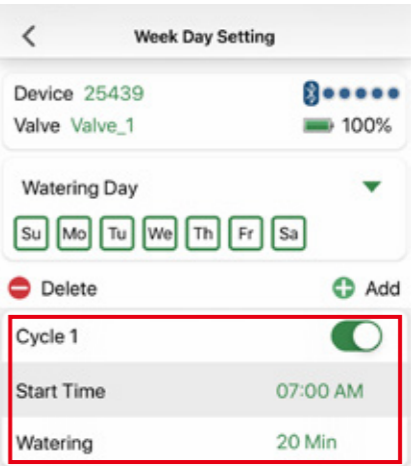 Week Day Setting
Device 25439
Valve Valve_1 100%
Watering Day
Su Mo Tu We Th Fr Sa
Delete Add
Cycle 1
Start Time 07:00 AM
Watering 20 Min